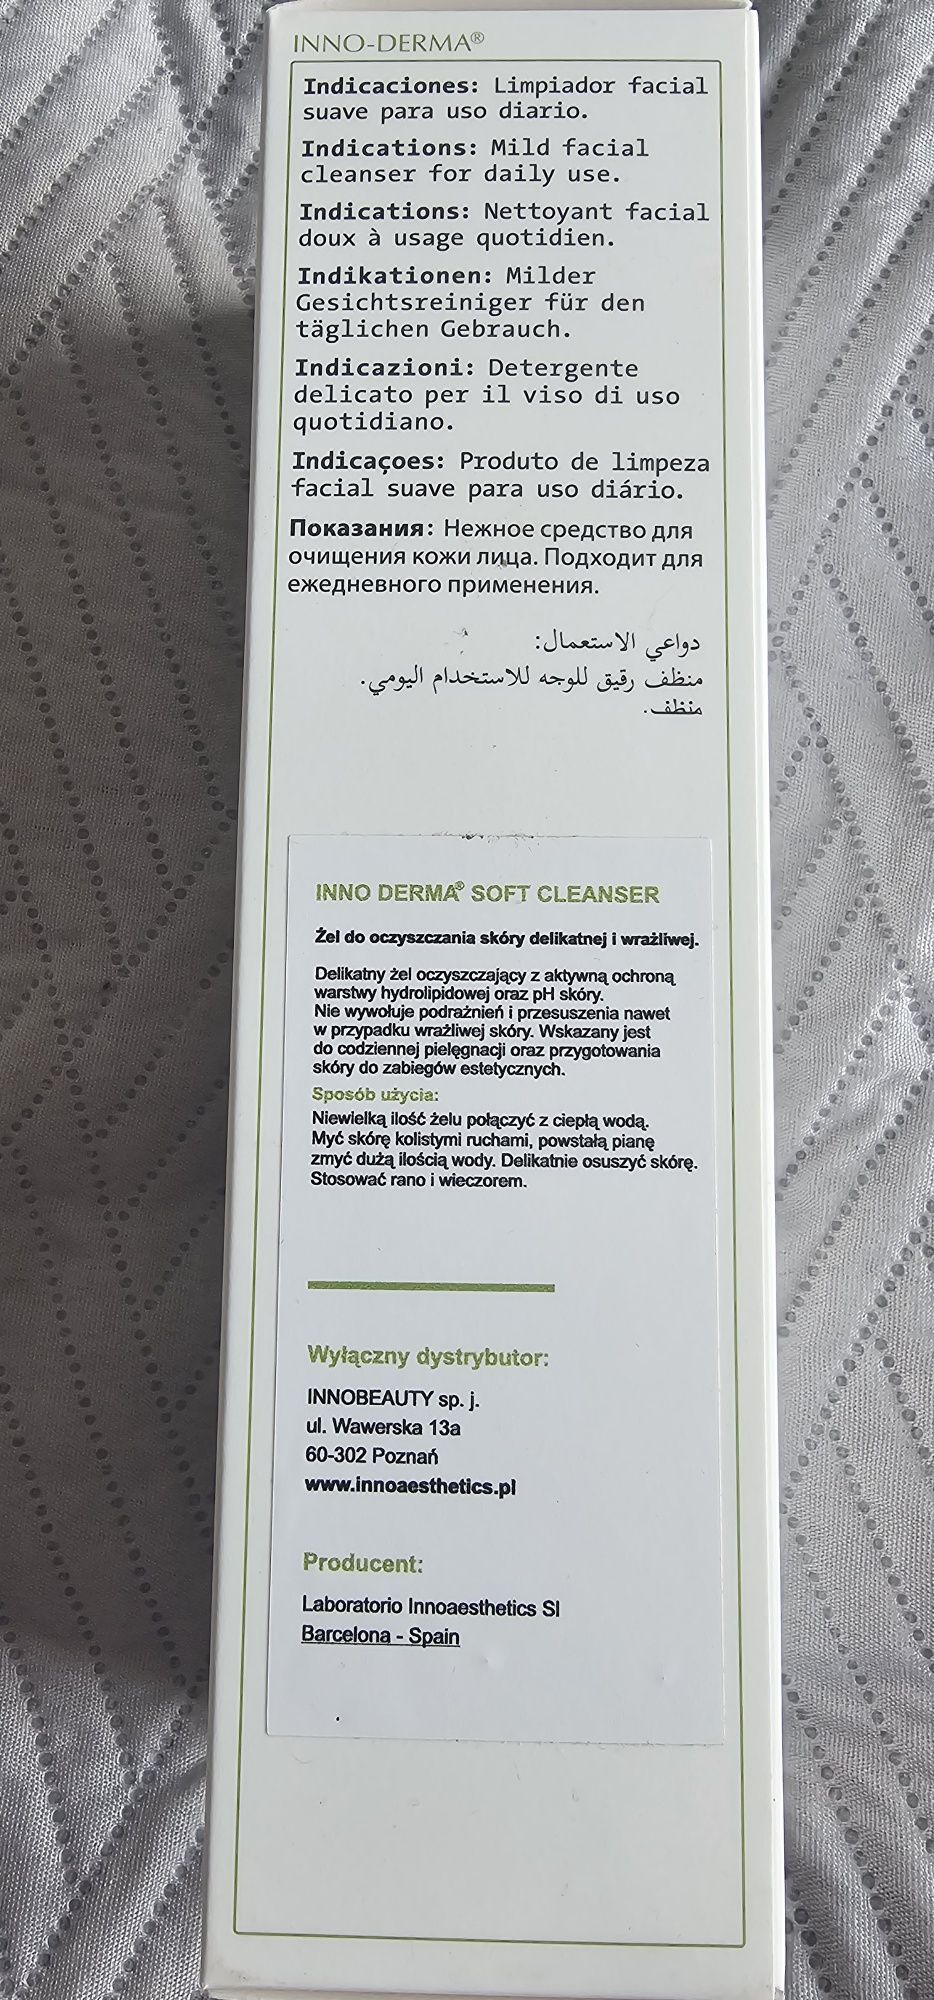 INNO-DERMA®
Indicaciones: Limpiador facial
suave para uso diario.
Indications: Mild facial
cleanser for daily use.
Indications: Nettoyant facial
doux à usage quotidien.
Indikationen: Milder
Gesichtsreiniger für den
täglichen Gebrauch.
Indicazioni: Detergente
delicato per il viso di uso
quotidiano.
Indicaçoes: Produto de limpeza
facial suave para uso diário.
Показания: Нежное средство для
очищения кожи лица. Подходит для
ежедневного применения.
دواعي الاستعمال:
منظف رقيق للوجه للاستخدام اليومي.
منظف.
INNO DERMA® SOFT CLEANSER
Żel do oczyszczania skóry delikatnej i wrażliwej.
Delikatny żel oczyszczający z aktywną ochroną
warstwy hydrolipidowej oraz pH skóry.
Nie wywołuje podrażnień i przesuszenia nawet
w przypadku wrażliwej skóry. Wskazany jest
do codziennej pielęgnacji oraz przygotowania
skóry do zabiegów estetycznych.
Sposób użycia:
Niewielką ilość żelu połączyć z ciepłą wodą.
Myć skórę kolistymi ruchami, powstałą pianę
zmyć dużą ilością wody. Delikatnie osuszyć skórę.
Stosować rano i wieczorem.
Wyłączny dystrybutor:
INNOBEAUTY sp. j.
ul. Wawerska 13a
60-302 Poznań
www.innoaesthetics.pl
Producent:
Laboratorio Innoaesthetics Sl
Barcelona - Spain